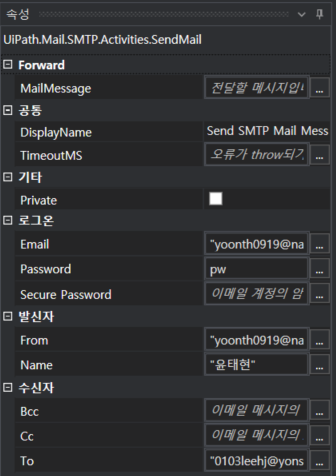 속성
UiPath.Mail.SMTP.Activities.SendMail
Forward
MailMessage 전달할 메시지입니 ...
공통
DisplayName Send SMTP Mail Mess ...
TimeoutMS 오류가 throw되기 ...
기타
Private
로그온
Email "yoonth0919@na ...
Password pw ...
Secure Password 이메일 계정의 암 ...
발신자
From "yoonth0919@na ...
Name "윤태현" ...
수신자
Bcc 이메일 메시지의 ...
Cc 이메일 메시지의 ...
To "0103leehj@yons ...